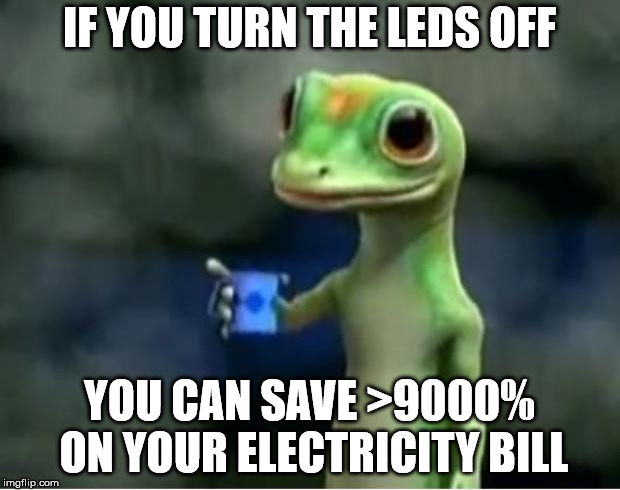 IF YOU TURN THE LEDS OFF
YOU CAN SAVE >9000%
ON YOUR ELECTRICITY BILL
imgflip.com